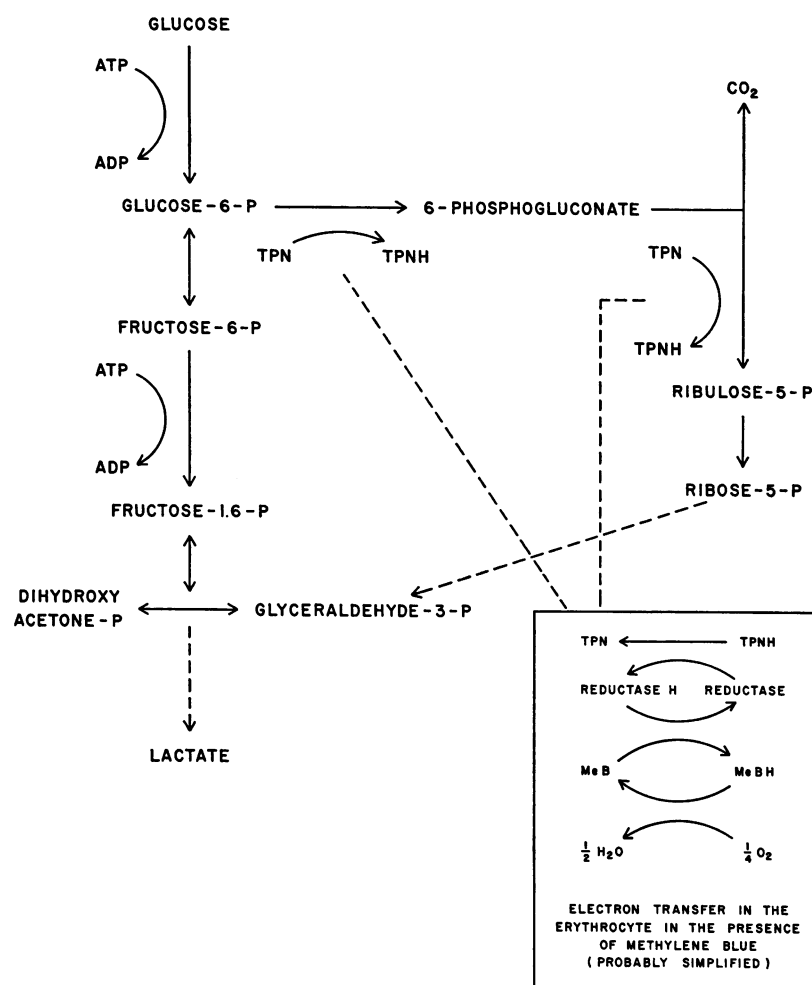 GLUCOSE
ATP
ADP
CO₂
GLUCOSE-6-P
6-PHOSPHOGLUCONATE
TPN
TPNH
TPN
TPNH
FRUCTOSE-6-P
ATP
ADP
RIBULOSE-5-P
RIBOSE-5-P
FRUCTOSE-1.6-P
DIHYDROXY
ACETONE-P
GLYCERALDEHYDE-3-P
LACTATE
TPN TPNH
REDUCTASE H REDUCTASE
MeB MeBH
½ H₂O ¼ O₂
ELECTRON TRANSFER IN THE
ERYTHROCYTE IN THE PRESENCE
OF METHYLENE BLUE
(PROBABLY SIMPLIFIED)